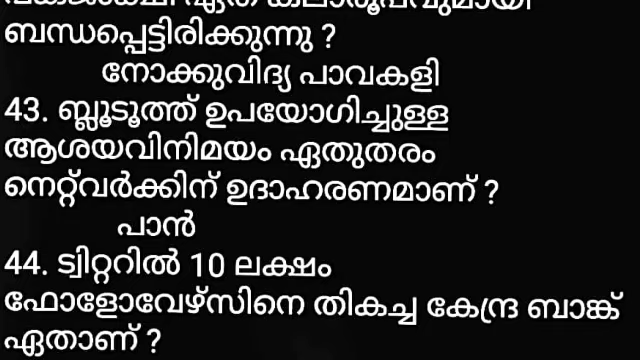 ബന്ധപ്പെട്ടിരിക്കുന്നു ?
നോക്കുവിദ്യ പാവകളി
43. ബ്ലൂടൂത്ത് ഉപയോഗിച്ചുള്ള
ആശയവിനിമയം ഏതുതരം
നെറ്റ്‌വർക്കിന് ഉദാഹരണമാണ് ?
പാൻ
44. ട്വിറ്ററിൽ 10 ലക്ഷം
ഫോളോവേഴ്സിനെ തികച്ച കേന്ദ്ര ബാങ്ക്
ഏതാണ് ?